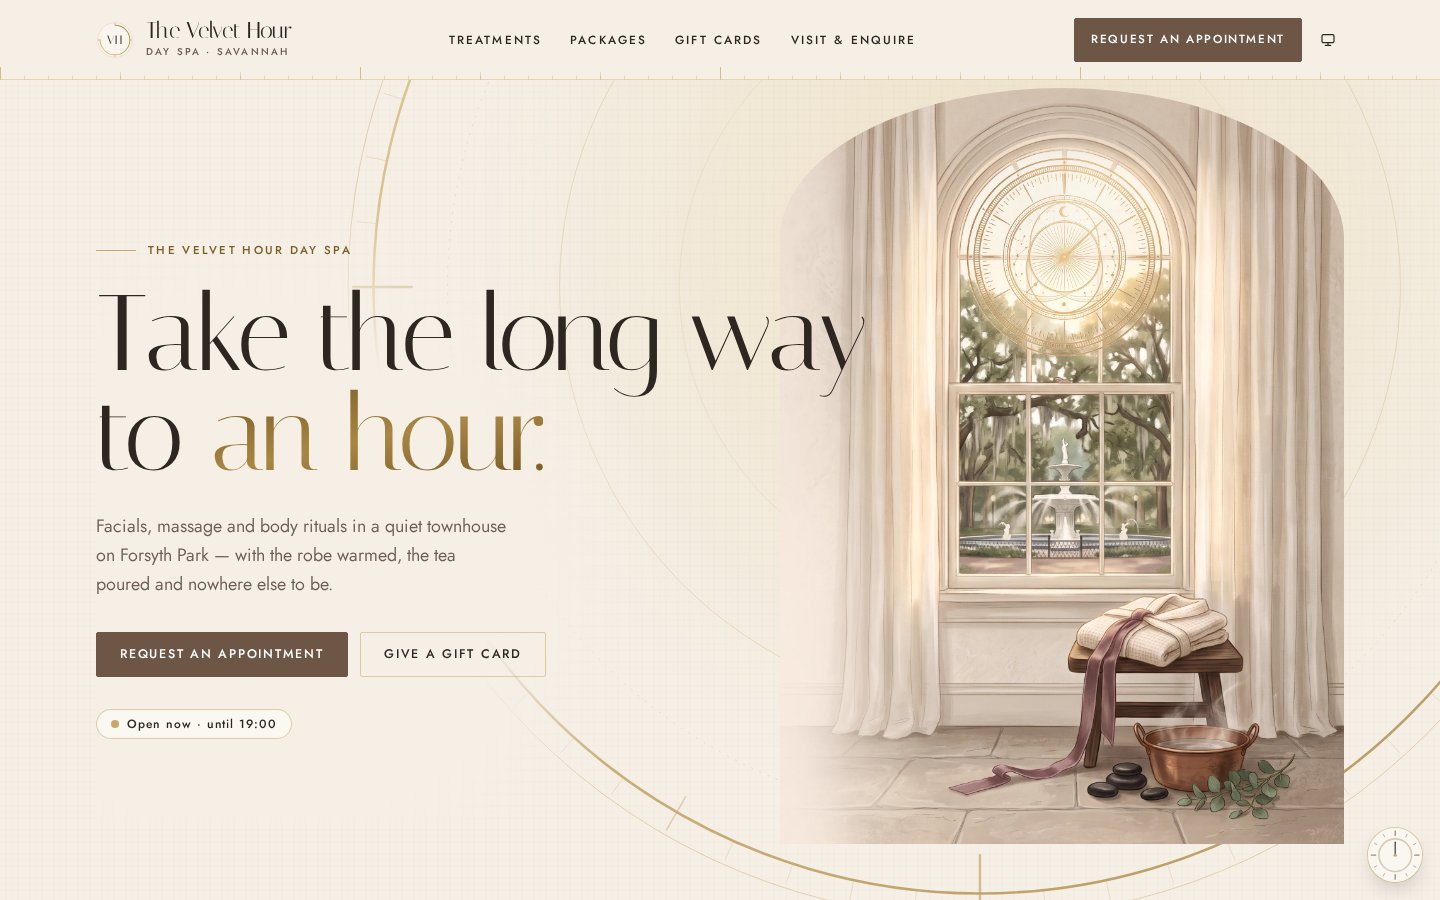 VII
The Velvet Hour
DAY SPA · SAVANNAH
TREATMENTS
PACKAGES
GIFT CARDS
VISIT & ENQUIRE
REQUEST AN APPOINTMENT
THE VELVET HOUR DAY SPA
Take the long way
to an hour.
Facials, massage and body rituals in a quiet townhouse
on Forsyth Park — with the robe warmed, the tea
poured and nowhere else to be.
REQUEST AN APPOINTMENT
GIVE A GIFT CARD
Open now · until 19:00